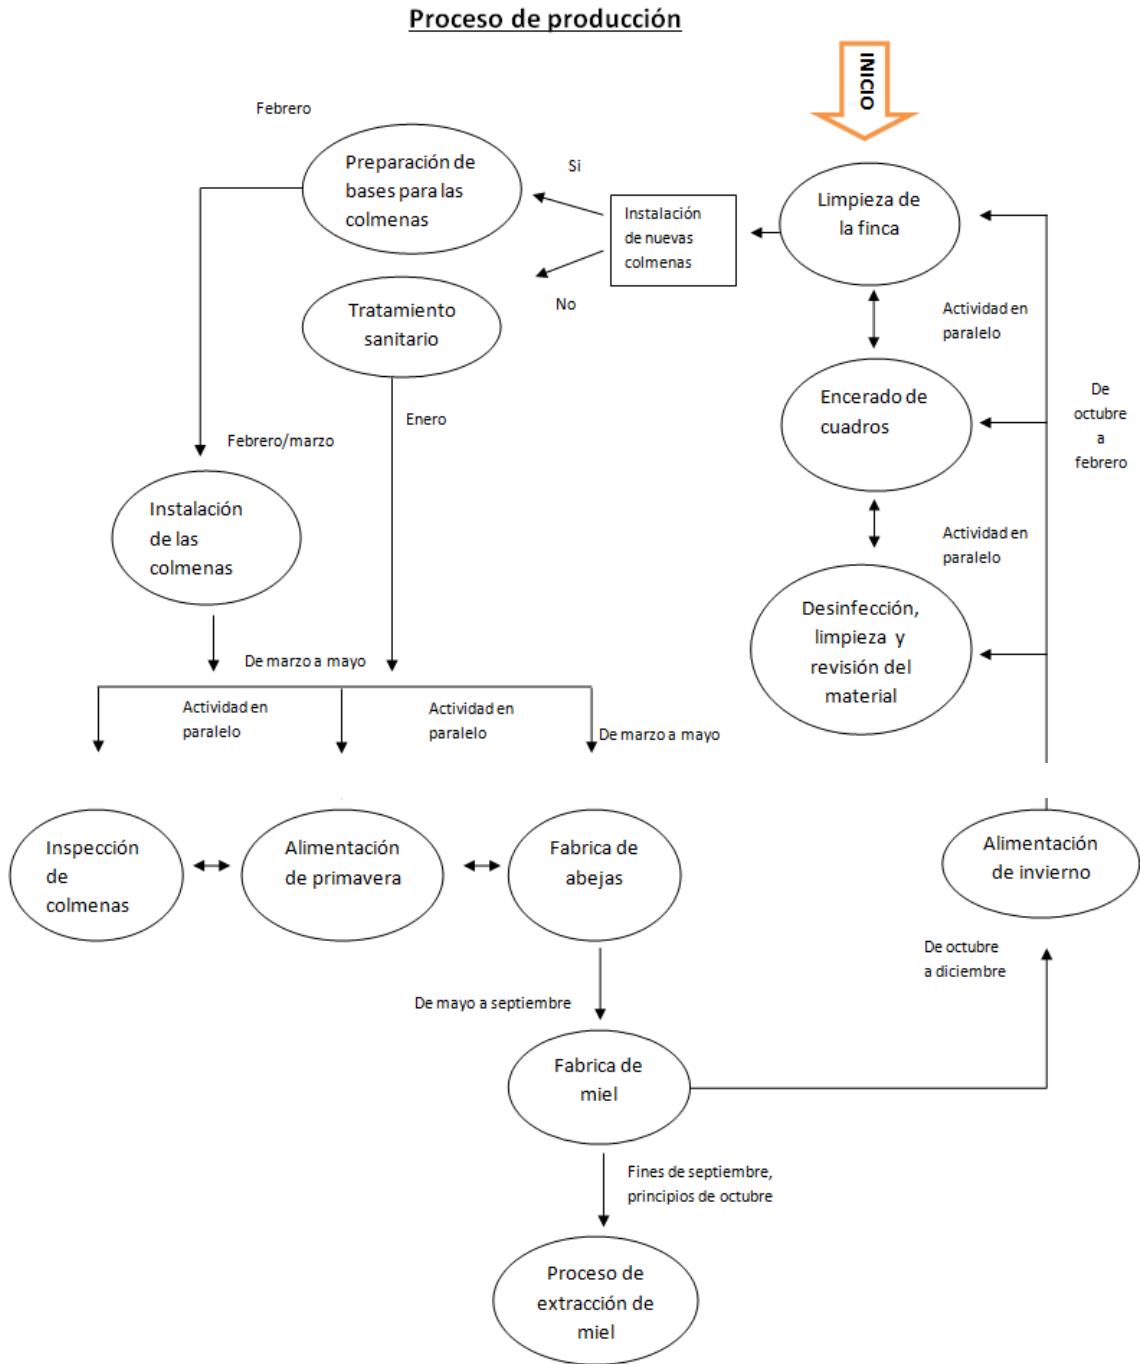 Proceso de producción
INICIO
Febrero
Preparación de
bases para las
colmenas
Si
Limpieza de
la finca
Instalación
de nuevas
colmenas
No
Tratamiento
sanitario
Actividad en
paralelo
Enero
Encerado de
cuadros
De
octubre
a
febrero
Febrero/marzo
Instalación
de las
colmenas
Actividad en
paralelo
Desinfección,
limpieza y
revisión del
material
De marzo a mayo
Actividad en
paralelo
Actividad en
paralelo
De marzo a mayo
Inspección
de
colmenas
Alimentación
de primavera
Fabrica de
abejas
Alimentación
de invierno
De octubre
a diciembre
De mayo a septiembre
Fabrica de
miel
Fines de septiembre,
principios de octubre
Proceso de
extracción de
miel